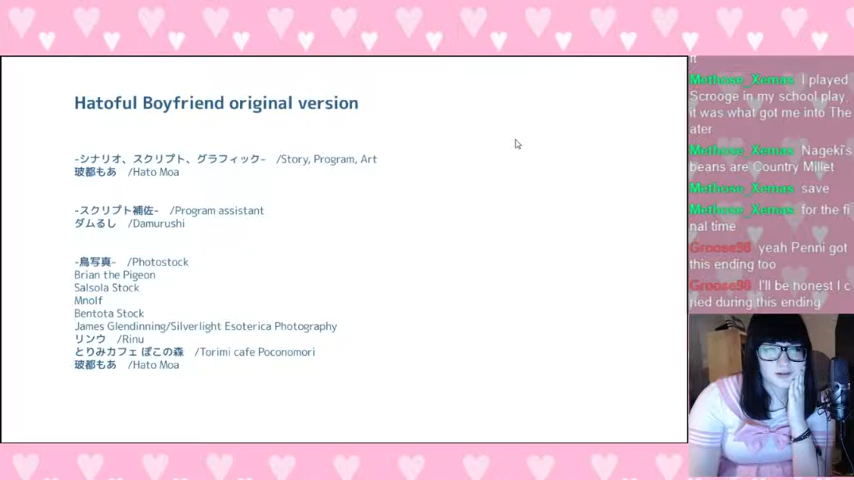 Hatoful Boyfriend original version
-シナリオ、スクリプト、グラフィック- /Story, Program, Art
玻都もあ /Hato Moa
-スクリプト補佐- /Program assistant
ダムるし /Damurushi
-鳥写真- /Photostock
Brian the Pigeon
Salsola Stock
Mnolf
Bentota Stock
James Glendinning/Silverlight Esoterica Photography
リンウ /Rinu
とりみカフェ ぽこの森 /Torimi cafe Poconomori
玻都もあ /Hato Moa
it
Methose_Xemas I played
Scrooge in my school play,
it was what got me into The
ater
Methose_Xemas Nageki's
beans are Country Millet
Methose_Xemas save
Methose_Xemas for the fi
nal time
Groose98 yeah Penni got
this ending too
Groose98 I'll be honest I c
ried during this ending